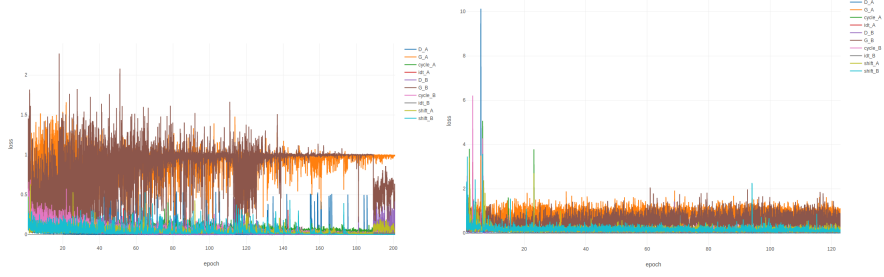 D_A
G_A
cycle_A
idt_A
D_B
G_B
cycle_B
idt_B
shift_A
shift_B
2
1.5
1
0.5
0
loss
20
40
60
80
100
120
140
160
180
200
epoch
D_A
G_A
cycle_A
idt_A
D_B
G_B
cycle_B
idt_B
shift_A
shift_B
10
8
6
4
2
0
loss
20
40
60
80
100
120
epoch